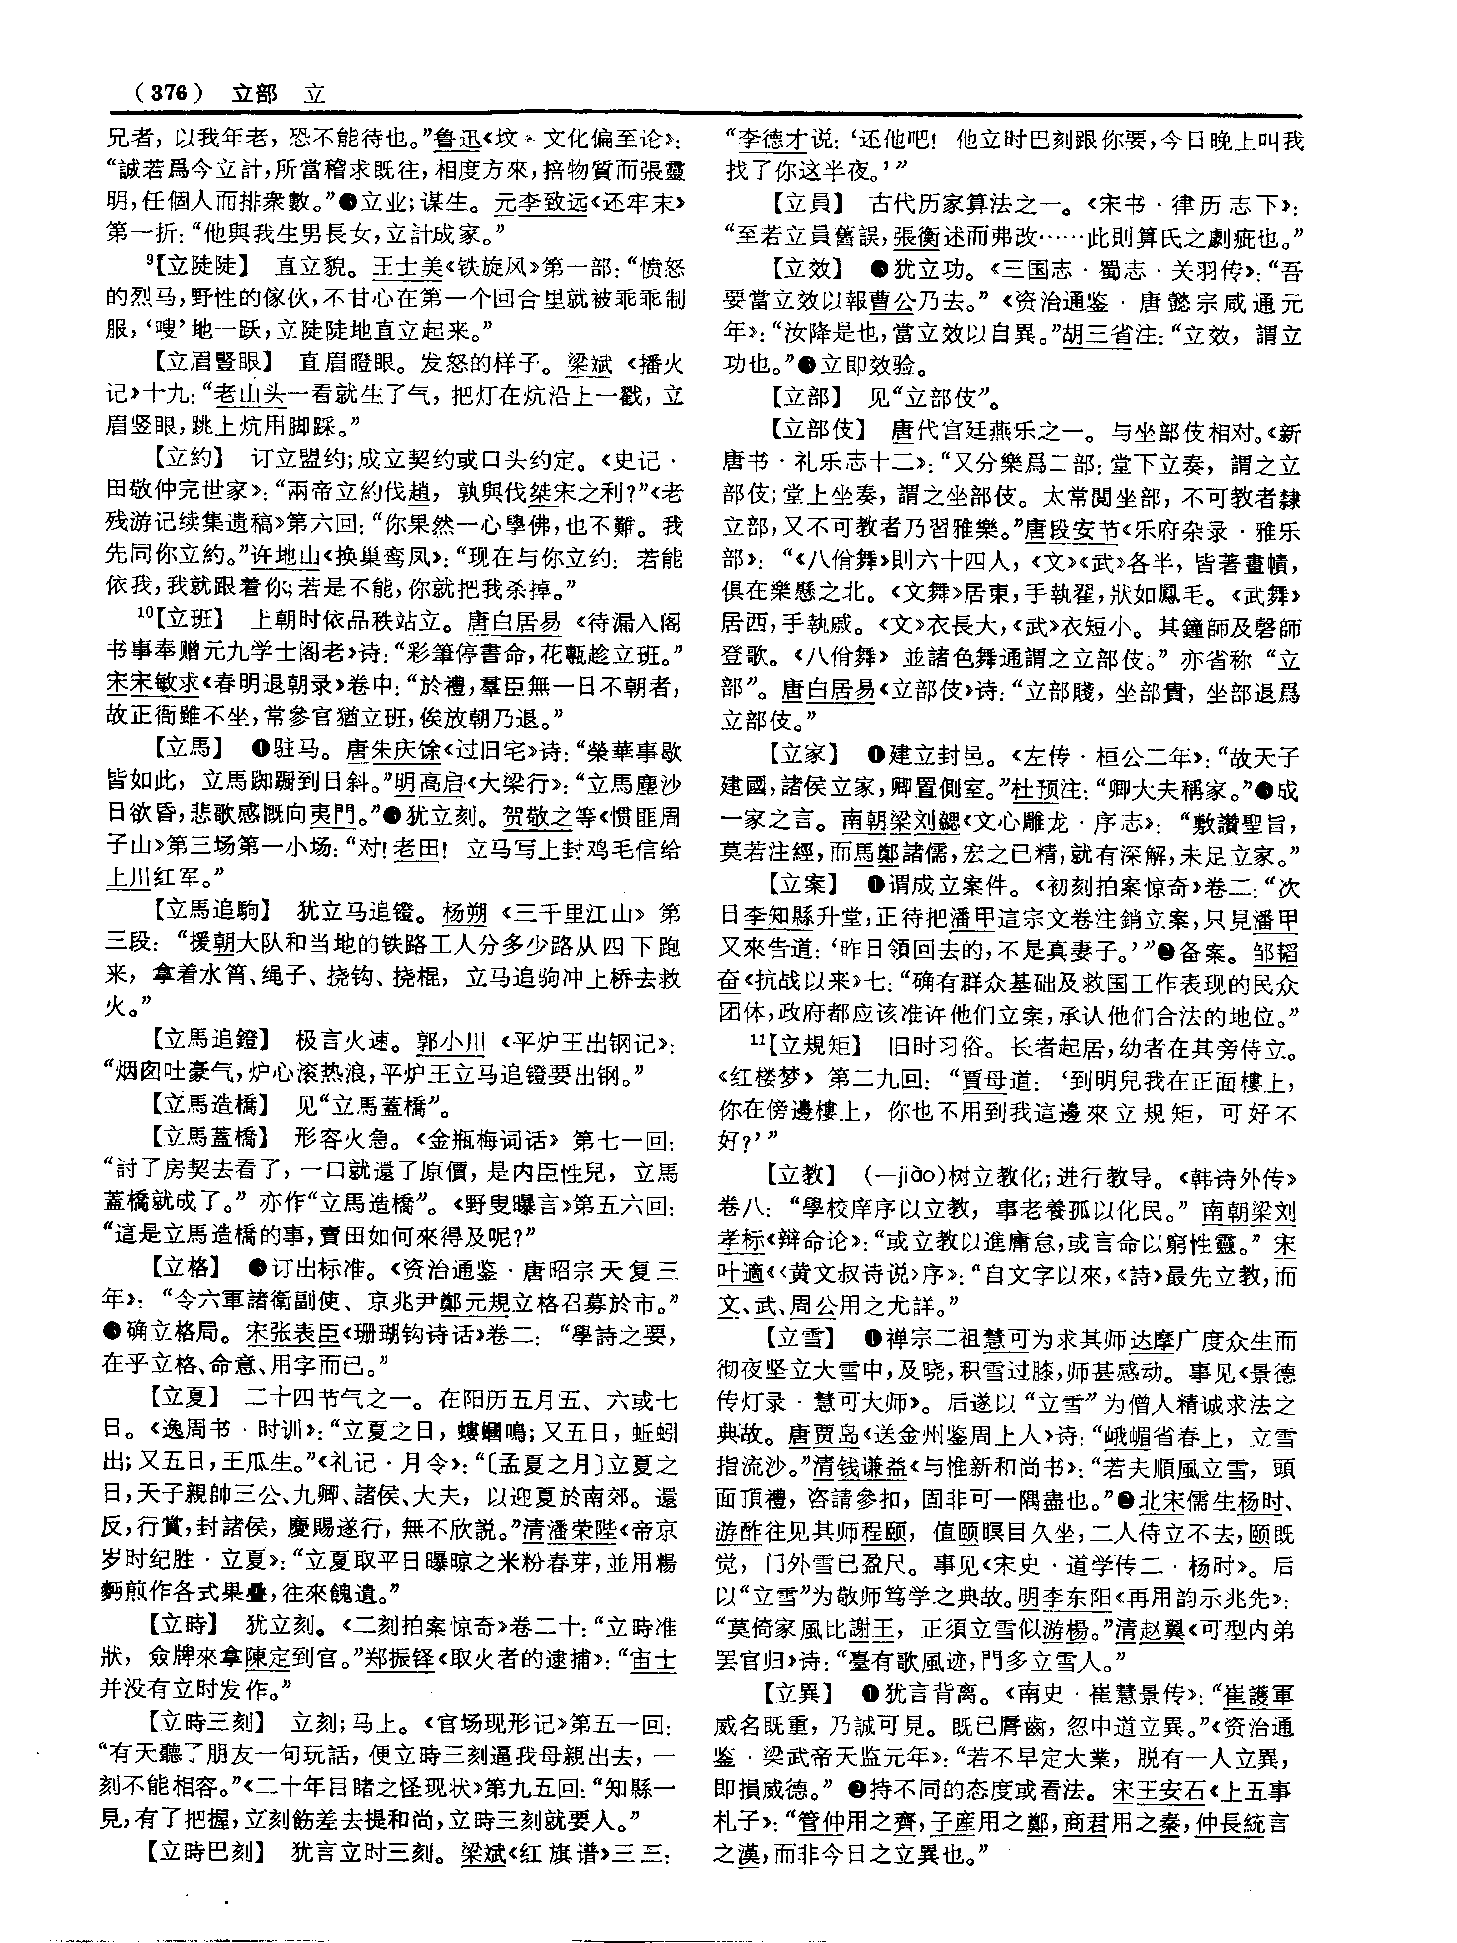 （376） 立部 立
兄者，以我年老，恐不能待也。”鲁迅《坟·文化偏至论》：
“誠若爲今立計，所當稽求既往，相度方來，掊物質而張靈
明，任個人而排衆數。”❸立业；谋生。元李致远《还牢末》
第一折：“他與我生男長女，立計成家。”
⁹【立陡陡】 直立貌。王士美《铁旋风》第一部：“愤怒
的烈马，野性的傢伙，不甘心在第一个回合里就被乖乖制
服，‘嗖’地一跃，立陡陡地直立起来。”
【立眉豎眼】 直眉瞪眼。发怒的样子。梁斌《播火
记》十九：“老山头一看就生了气，把灯在炕沿上一戳，立
眉竖眼，跳上炕用脚踩。”
【立約】 订立盟约；成立契约或口头约定。《史记·
田敬仲完世家》：“兩帝立約伐趙，孰與伐桀宋之利？”《老
残游记续集遗稿》第六回：“你果然一心學佛，也不難。我
先同你立約。”许地山《换巢鸾凤》：“现在与你立约：若能
依我，我就跟着你；若是不能，你就把我杀掉。”
¹⁰【立班】 上朝时依品秩站立。唐白居易《待漏入阁
书事奉赠元九学士阁老》诗：“彩筆停書命，花甎趁立班。”
宋宋敏求《春明退朝录》卷中：“於禮，羣臣無一日不朝者，
故正衙雖不坐，常參官猶立班，俟放朝乃退。”
【立馬】 ❶驻马。唐朱庆馀《过旧宅》诗：“榮華事歇
皆如此，立馬踟躕到日斜。”明高启《大梁行》：“立馬塵沙
日欲昏，悲歌感慨向夷門。”❷犹立刻。贺敬之等《惯匪周
子山》第三场第一小场：“对！老田！ 立马写上封鸡毛信给
上川红军。”
【立馬追駒】 犹立马追镫。杨朔《三千里江山》第
三段：“援朝大队和当地的铁路工人分多少路从四下跑
来，拿着水筲、绳子、挠钩、挠棍，立马追驹冲上桥去救
火。”
【立馬追鐙】 极言火速。郭小川《平炉王出钢记》：
“烟囱吐豪气，炉心滚热浪，平炉王立马追镫要出钢。”
【立馬造橋】 见“立馬蓋橋”。
【立馬蓋橋】 形容火急。《金瓶梅词话》第七一回：
“討了房契去看了，一口就還了原價，是内臣性兒，立馬
蓋橋就成了。”亦作“立馬造橋”。《野叟曝言》第五六回：
“這是立馬造橋的事，賣田如何來得及呢？”
【立格】 ❶订出标准。《资治通鉴·唐昭宗天复三
年》：“令六軍諸衛副使、京兆尹鄭元規立格召募於市。”
❷确立格局。宋张表臣《珊瑚钩诗话》卷二：“學詩之要，
在乎立格、命意、用字而已。”
【立夏】 二十四节气之一。在阳历五月五、六或七
日。《逸周书·时训》：“立夏之日，螻蟈鳴；又五日，蚯蚓
出；又五日，王瓜生。”《礼记·月令》：“〔孟夏之月〕立夏之
日，天子親帥三公、九卿、諸侯、大夫，以迎夏於南郊。還
反，行賞，封諸侯，慶賜遂行，無不欣説。”清潘荣陛《帝京
岁时纪胜·立夏》：“立夏取平日曝晾之米粉春芽，並用糖
麪煎作各式果疊，往來餽遺。”
【立時】 犹立刻。《二刻拍案惊奇》卷二十：“立時准
狀，僉牌來拿陳定到官。”郑振铎《取火者的逮捕》：“宙士
并没有立时发作。”
【立時三刻】 立刻；马上。《官场现形记》第五一回：
“有天聽了朋友一句玩話，便立時三刻逼我母親出去，一
刻不能相容。”《二十年目睹之怪现状》第九五回：“知縣一
見，有了把握，立刻飭差去提和尚，立時三刻就要人。”
【立時巴刻】 犹言立时三刻。梁斌《红旗谱》三三：
“李德才说：‘还他吧！ 他立时巴刻跟你要，今日晚上叫我
找了你这半夜。’”
【立員】 古代历家算法之一。《宋书·律历志下》：
“至若立員舊誤，張衡述而弗改……此則算氏之劇疵也。”
【立效】 ❶犹立功。《三国志·蜀志·关羽传》：“吾
要當立效以報曹公乃去。”《资治通鉴·唐懿宗咸通元
年》：“汝降是也，當立效以自異。”胡三省注：“立效，謂立
功也。”❷立即效验。
【立部】 见“立部伎”。
【立部伎】 唐代宫廷燕乐之一。与坐部伎相对。《新
唐书·礼乐志十二》：“又分樂爲二部：堂下立奏，謂之立
部伎；堂上坐奏，謂之坐部伎。太常閲坐部，不可教者隸
立部，又不可教者乃習雅樂。”唐段安节《乐府杂录·雅乐
部》：“《八佾舞》則六十四人，《文》《武》各半，皆著畫幘，
俱在樂懸之北。《文舞》居東，手執翟，狀如鳳毛。《武舞》
居西，手執戚。《文》衣長大，《武》衣短小。其鐘師及磬師
登歌。《八佾舞》並諸色舞通謂之立部伎。”亦省称“立
部”。唐白居易《立部伎》诗：“立部賤，坐部貴，坐部退爲
立部伎。”
【立家】 ❶建立封邑。《左传·桓公二年》：“故天子
建國，諸侯立家，卿置側室。”杜预注：“卿大夫稱家。”❷成
一家之言。南朝梁刘勰《文心雕龙·序志》：“敷讚聖旨，
莫若注經，而馬鄭諸儒，宏之已精，就有深解，未足立家。”
【立案】 ❶谓成立案件。《初刻拍案惊奇》卷二：“次
日李知縣升堂，正待把潘甲這宗文卷注銷立案，只見潘甲
又來告道：‘昨日領回去的，不是真妻子。’”❷备案。邹韬
奋《抗战以来》七：“确有群众基础及救国工作表现的民众
团体，政府都应该准许他们立案，承认他们合法的地位。”
¹¹【立規矩】 旧时习俗。长者起居，幼者在其旁侍立。
《红楼梦》第二九回：“賈母道：‘到明兒我在正面樓上，
你在傍邊樓上，你也不用到我這邊來立規矩，可好不
好？’”
【立教】 （—jiào）树立教化；进行教导。《韩诗外传》
卷八：“學校庠序以立教，事老養孤以化民。”南朝梁刘
孝标《辩命论》：“或立教以進庸怠，或言命以窮性靈。”宋
叶適《〈黄文叔诗说〉序》：“自文字以來，《詩》最先立教，而
文、武、周公用之尤詳。”
【立雪】 ❶禅宗二祖慧可为求其师达摩广度众生而
彻夜坚立大雪中，及晓，积雪过膝，师甚感动。事见《景德
传灯录·慧可大师》。后遂以“立雪”为僧人精诚求法之
典故。唐贾岛《送金州鉴周上人》诗：“峨嵋省春上，立雪
指流沙。”清钱谦益《与惟新和尚书》：“若夫順風立雪，頭
面頂禮，咨請參扣，固非可一隅盡也。”❷北宋儒生杨时、
游酢往见其师程颐，值颐瞑目久坐，二人侍立不去，颐既
觉，门外雪已盈尺。事见《宋史·道学传二·杨时》。后
以“立雪”为敬师笃学之典故。明李东阳《再用韵示兆先》：
“莫倚家風比謝王，正須立雪似游楊。”清赵翼《可型内弟
罢官归》诗：“臺有歌風迹，門多立雪人。”
【立異】 ❶犹言背离。《南史·崔慧景传》：“崔護軍
威名既重，乃誠可見。既已脣齒，忽中道立異。”《资治通
鉴·梁武帝天监元年》：“若不早定大業，脱有一人立異，
即損威德。”❷持不同的态度或看法。宋王安石《上五事
札子》：“管仲用之齊，子産用之鄭，商君用之秦，仲長統言
之漢，而非今日之立異也。”